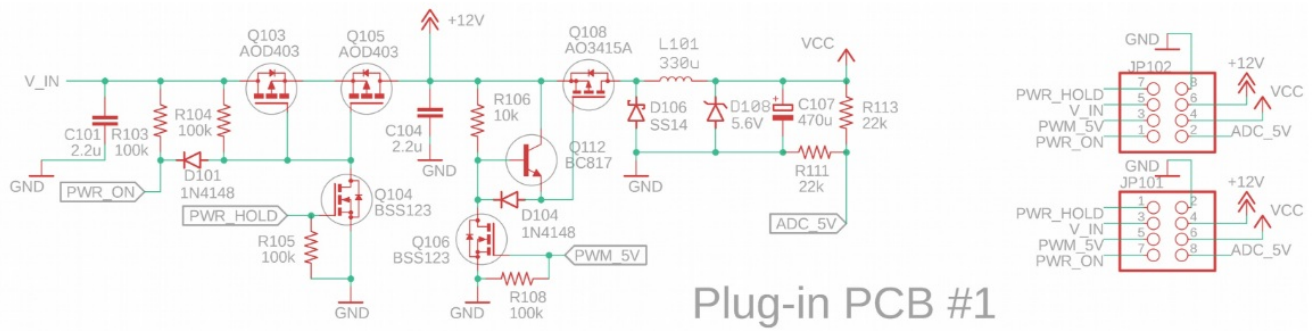 +12V
Q103
AOD403
Q105
AOD403
Q108
AO3415A
L101
330u
VCC
V_IN
C101
2.2u
R103
100k
R104
100k
C104
2.2u
R106
10k
D106
SS14
D108
5.6V
C107
470u
R113
22k
GND
D101
1N4148
GND
Q112
BC817
GND
R111
22k
PWR_ON
PWR_HOLD
Q104
BSS123
D104
1N4148
ADC_5V
R105
100k
Q106
BSS123
PWM_5V
R108
100k
GND
GND
Plug-in PCB #1
GND
JP102
+12V
VCC
PWR_HOLD 7 8
V_IN 5 6
PWM_5V 3 4
PWR_ON 1 2 ADC_5V
GND
JP101
+12V
VCC
PWR_HOLD 1 2
V_IN 3 4
PWM_5V 5 6
PWR_ON 7 8 ADC_5V